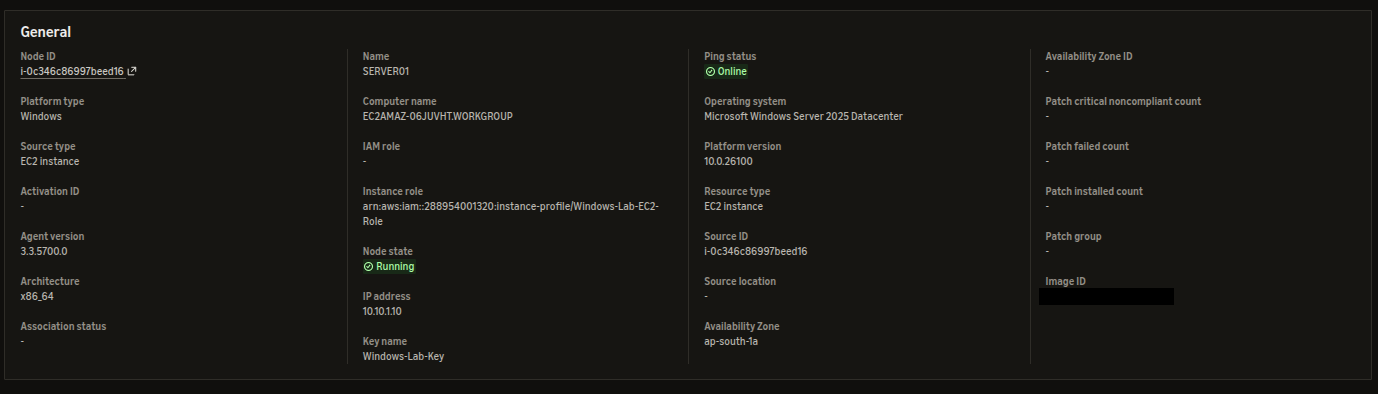 General
Node ID
i-0c346c86997beed16
Platform type
Windows
Source type
EC2 instance
Activation ID
-
Agent version
3.3.5700.0
Architecture
x86_64
Association status
-
Name
SERVER01
Computer name
EC2AMAZ-06JUVHT.WORKGROUP
IAM role
-
Instance role
arn:aws:iam::288954001320:instance-profile/Windows-Lab-EC2-
Role
Node state
Running
IP address
10.10.1.10
Key name
Windows-Lab-Key
Ping status
Online
Operating system
Microsoft Windows Server 2025 Datacenter
Platform version
10.0.26100
Resource type
EC2 instance
Source ID
i-0c346c86997beed16
Source location
-
Availability Zone
ap-south-1a
Availability Zone ID
-
Patch critical noncompliant count
-
Patch failed count
-
Patch installed count
-
Patch group
-
Image ID